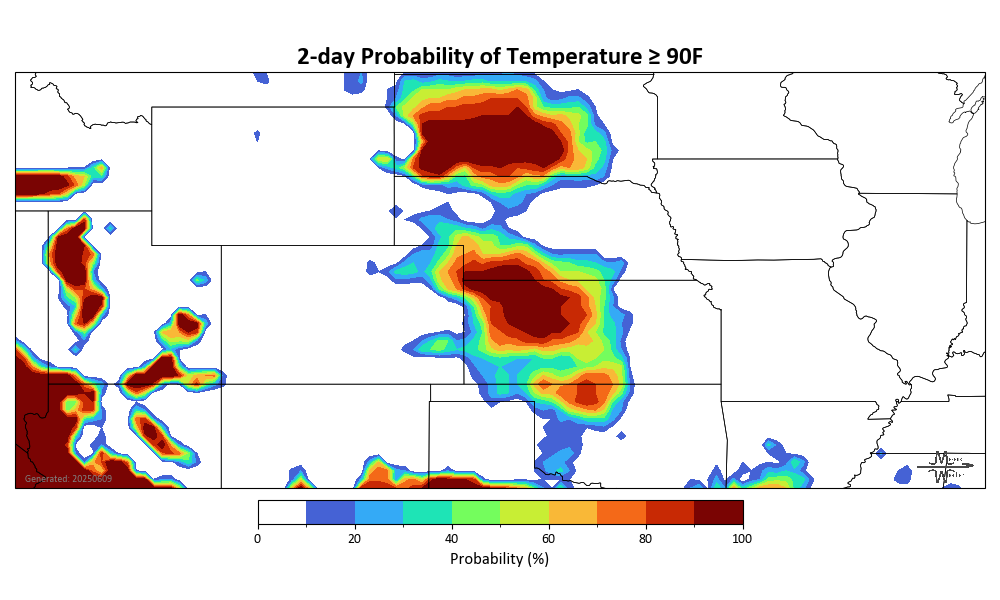 2-day Probability of Temperature ≥ 90F
Generated: 20250609
0 20 40 60 80 100
Probability (%)